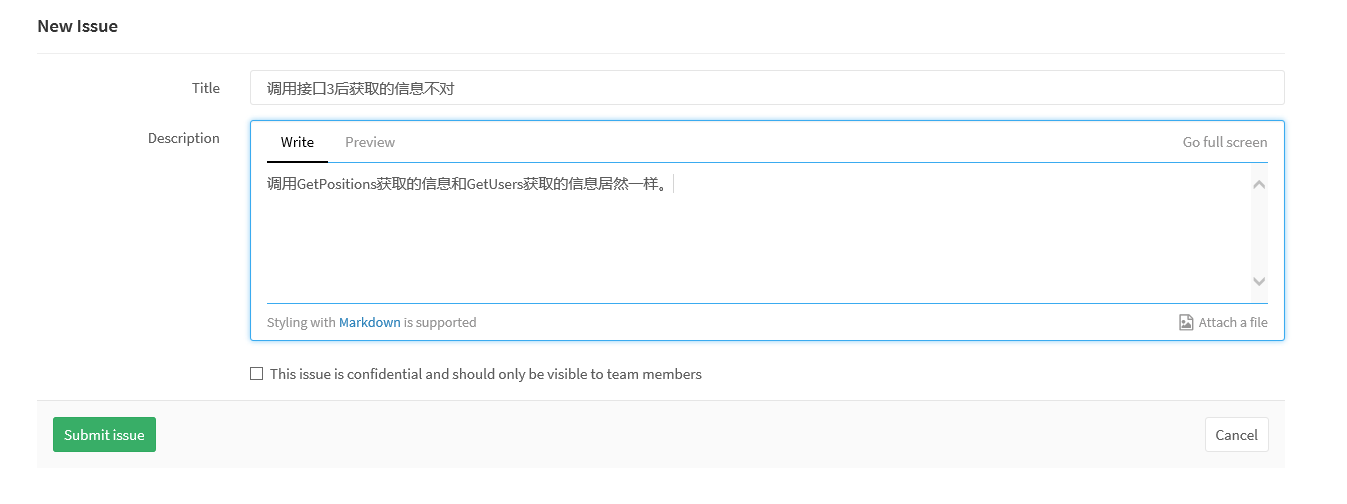 New Issue
Title
调用接口3后获取的信息不对
Description
Write
Preview
Go full screen
调用GetPositions获取的信息和GetUsers获取的信息居然一样。
Styling with Markdown is supported
Attach a file
This issue is confidential and should only be visible to team members
Submit issue
Cancel